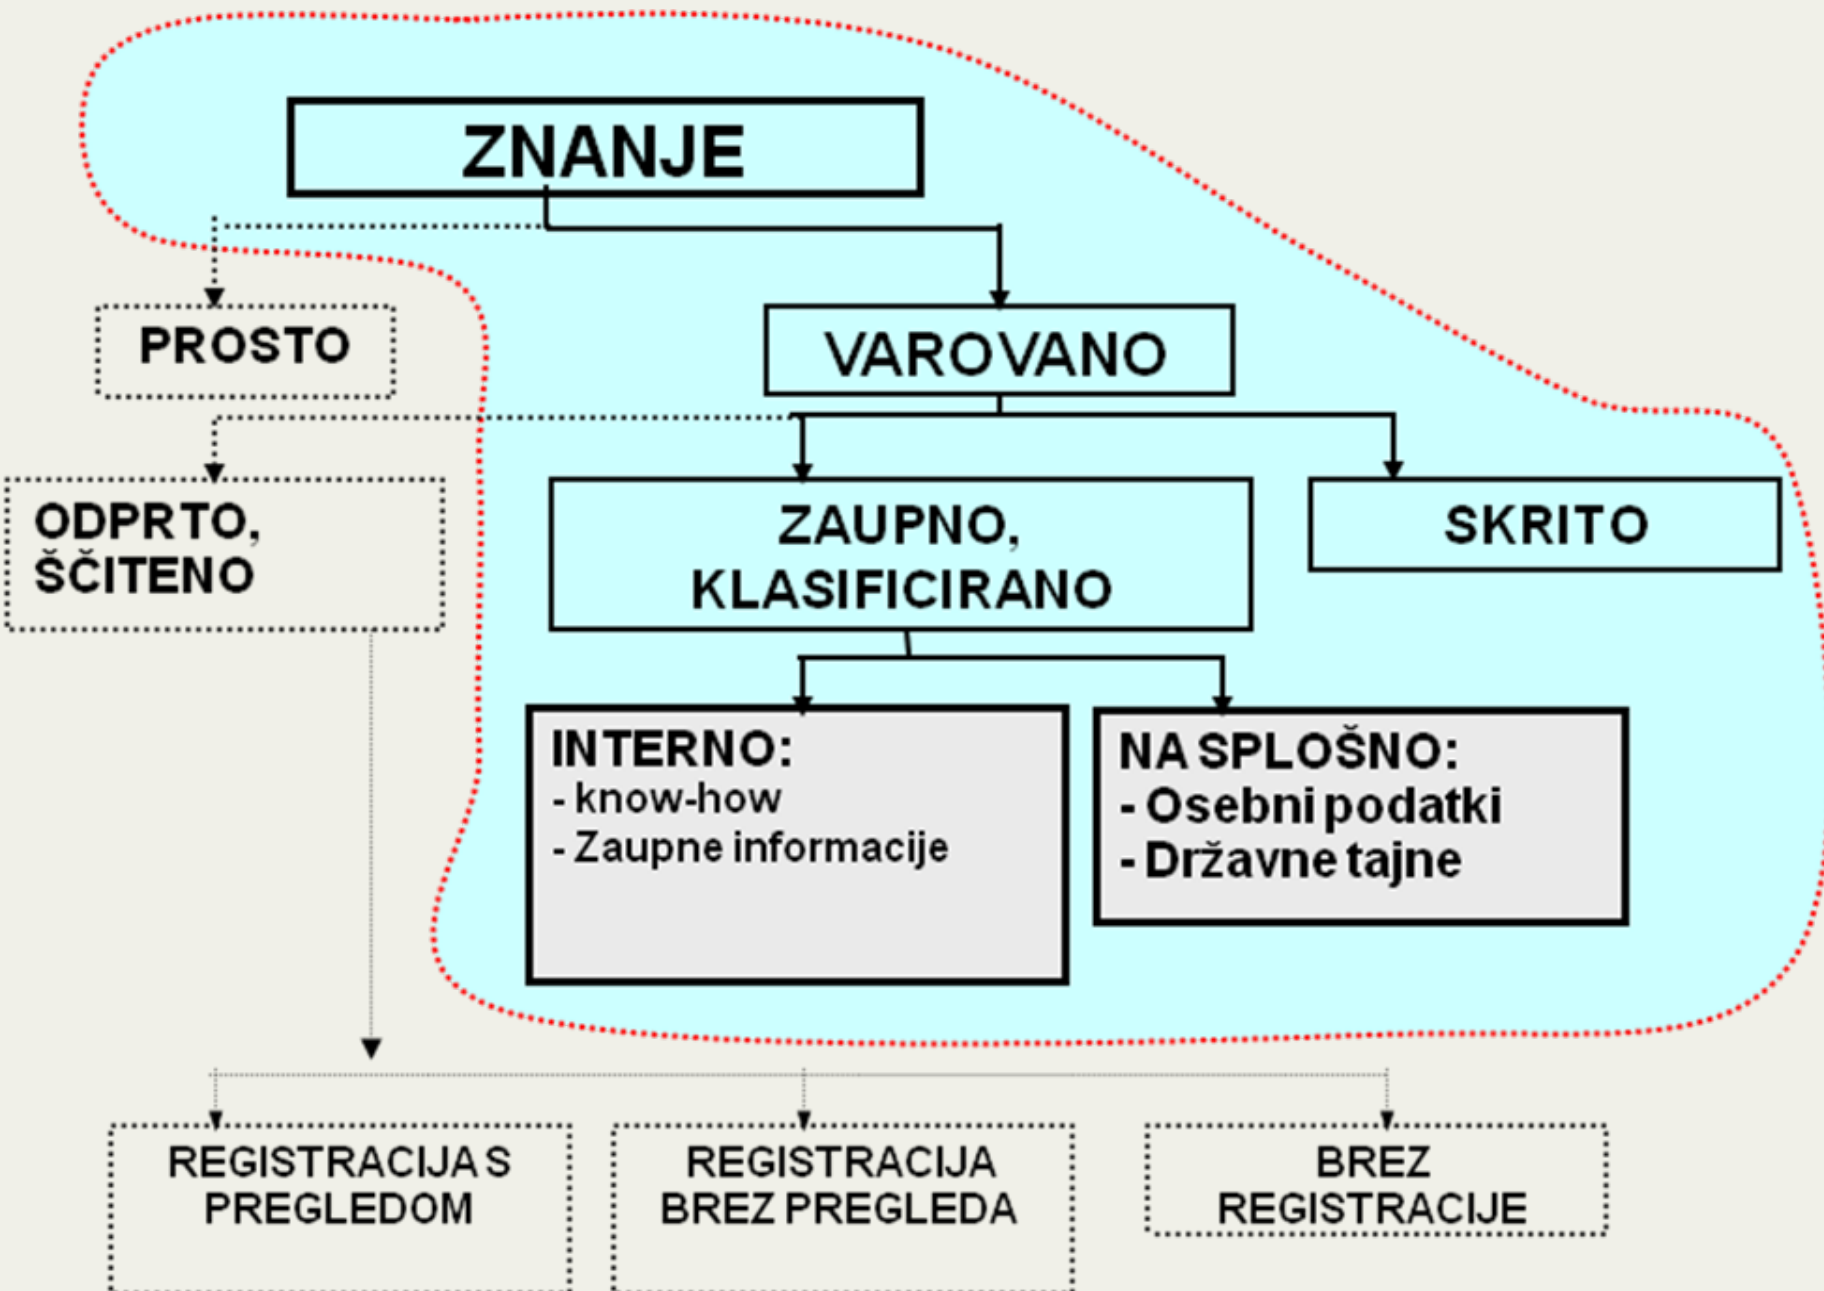 ZNANJE
PROSTO
VAROVANO
ODPRTO,
ŠČITENO
ZAUPNO,
KLASIFICIRANO
SKRITO
INTERNO:
- know-how
- Zaupne informacije
NA SPLOŠNO:
- Osebni podatki
- Državne tajne
REGISTRACIJA S
PREGLEDOM
REGISTRACIJA
BREZ PREGLEDA
BREZ
REGISTRACIJE